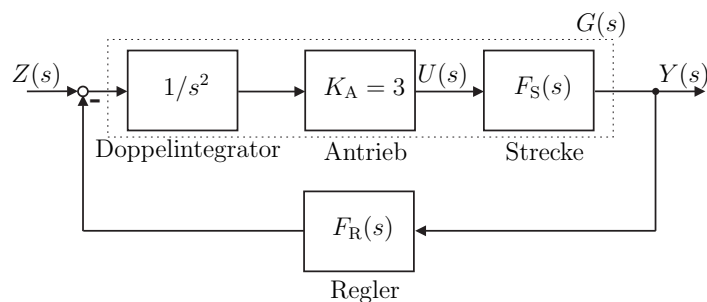 G(s)
Z(s)
1/s²
K_A = 3
U(s)
F_S(s)
Y(s)
-
Doppelintegrator
Antrieb
Strecke
F_R(s)
Regler